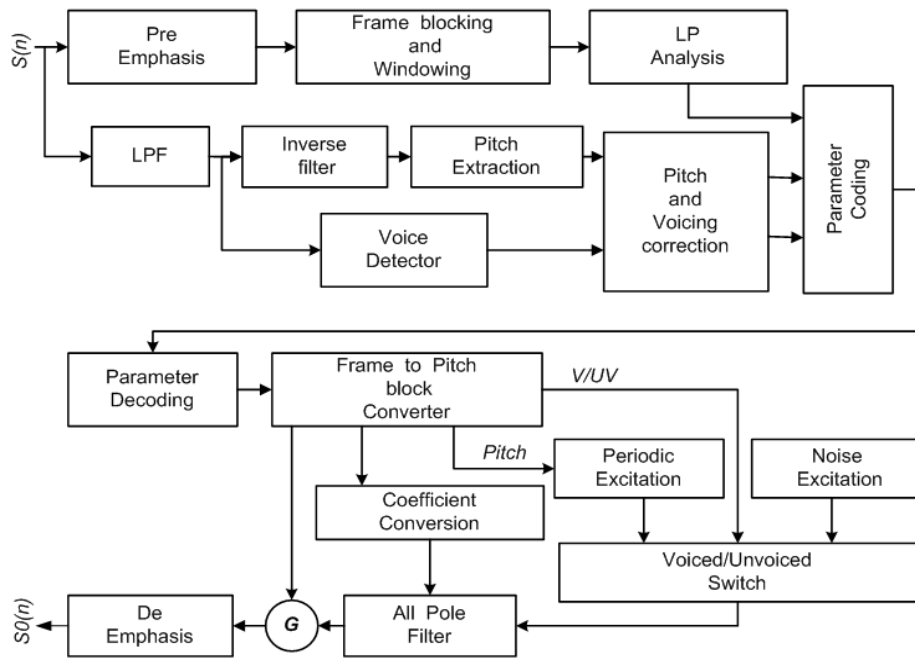 S(n)
Pre
Emphasis
Frame blocking
and
Windowing
LP
Analysis
LPF
Inverse
filter
Pitch
Extraction
Voice
Detector
Pitch
and
Voicing
correction
Parameter
Coding
Parameter
Decoding
Frame to Pitch
block
Converter
V/UV
Pitch
Periodic
Excitation
Noise
Excitation
Coefficient
Conversion
Voiced/Unvoiced
Switch
S0(n)
De
Emphasis
G
All Pole
Filter